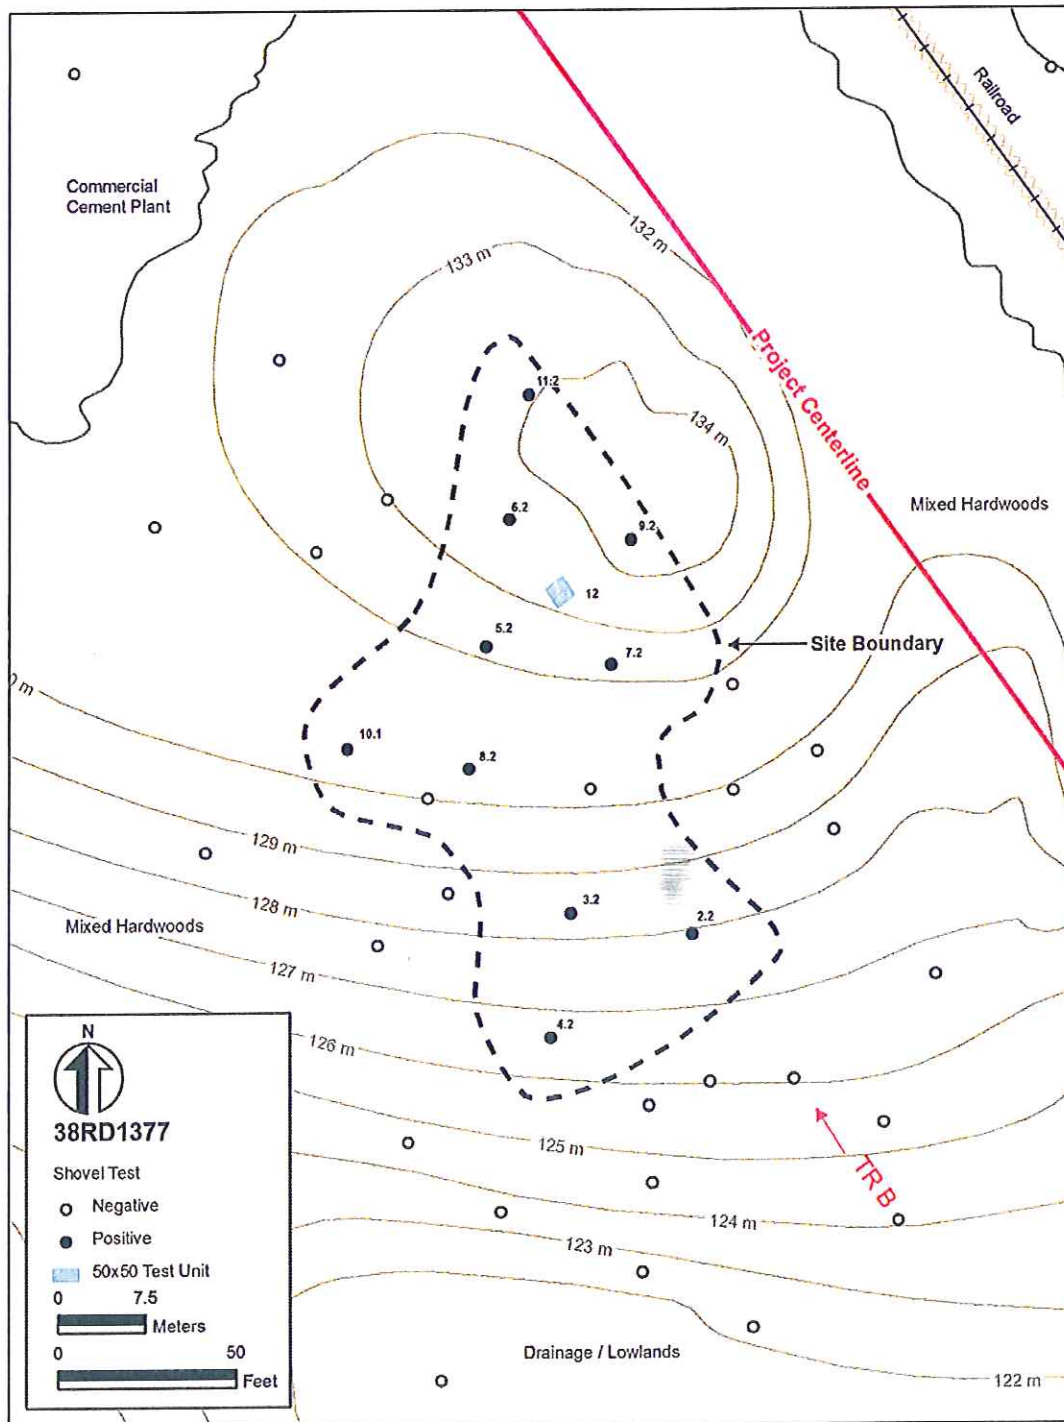 Railroad
Commercial
Cement Plant
132 m
133 m
Project Centerline
11.2
134 m
Mixed Hardwoods
6.2
9.2
12
5.2
7.2
Site Boundary
0 m
10.1
8.2
129 m
128 m
3.2
2.2
Mixed Hardwoods
127 m
4.2
126 m
N
38RD1377
Shovel Test
Negative
Positive
50x50 Test Unit
0 7.5
Meters
0 50
Feet
125 m
TR B
124 m
123 m
Drainage / Lowlands
122 m